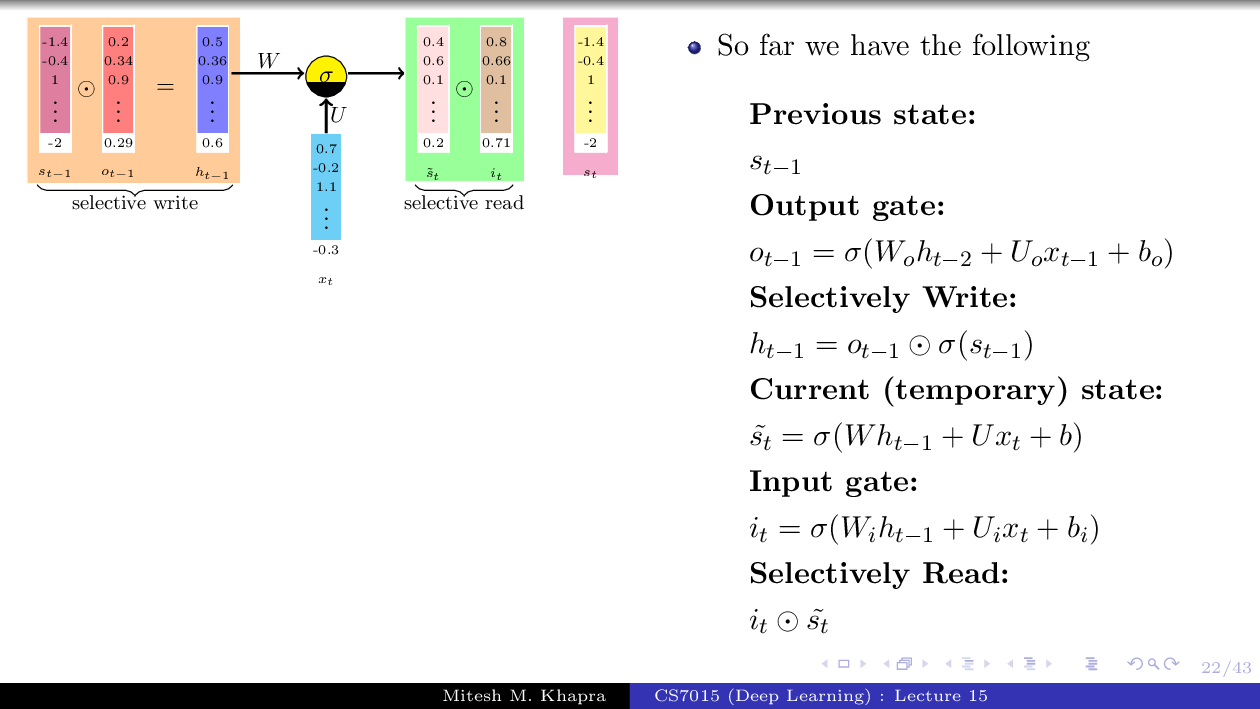 -1.4 0.2 0.5 0.4 0.8 -1.4
-0.4 0.34 0.36 0.6 0.66 -0.4
1 0.9 0.9 0.1 0.1 1
⊙ = W σ ⊙
⋮ ⋮ ⋮ U ⋮ ⋮ ⋮
-2 0.29 0.6 0.2 0.71 -2
s_{t−1} o_{t−1} h_{t−1} s̃_t i_t s_t
selective write
selective read
0.7
-0.2
1.1
⋮
-0.3
x_t
So far we have the following
Previous state:
s_{t−1}
Output gate:
o_{t−1} = σ(W_o h_{t−2} + U_o x_{t−1} + b_o)
Selectively Write:
h_{t−1} = o_{t−1} ⊙ σ(s_{t−1})
Current (temporary) state:
s̃_t = σ(W h_{t−1} + U x_t + b)
Input gate:
i_t = σ(W_i h_{t−1} + U_i x_t + b_i)
Selectively Read:
i_t ⊙ s̃_t
22/43
Mitesh M. Khapra
CS7015 (Deep Learning) : Lecture 15